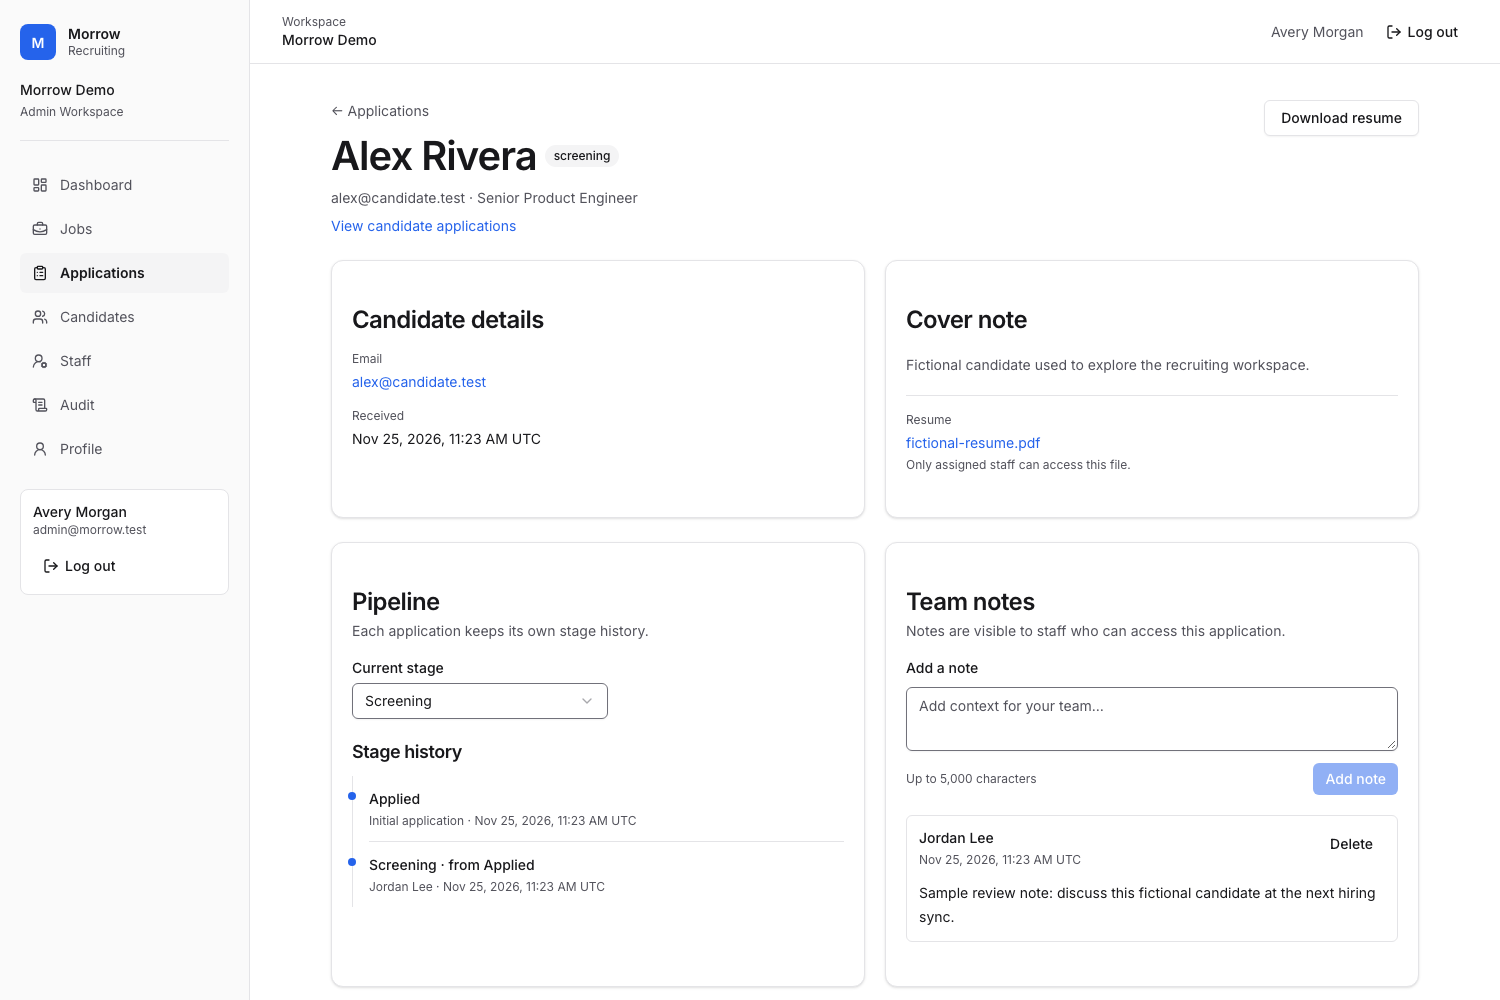 M
Morrow
Recruiting
Morrow Demo
Admin Workspace
Dashboard
Jobs
Applications
Candidates
Staff
Audit
Profile
Avery Morgan
admin@morrow.test
Log out
Workspace
Morrow Demo
Avery Morgan
Log out
← Applications
Download resume
Alex Rivera
screening
alex@candidate.test · Senior Product Engineer
View candidate applications
Candidate details
Email
alex@candidate.test
Received
Nov 25, 2026, 11:23 AM UTC
Cover note
Fictional candidate used to explore the recruiting workspace.
Resume
fictional-resume.pdf
Only assigned staff can access this file.
Pipeline
Each application keeps its own stage history.
Current stage
Screening
Stage history
Applied
Initial application · Nov 25, 2026, 11:23 AM UTC
Screening · from Applied
Jordan Lee · Nov 25, 2026, 11:23 AM UTC
Team notes
Notes are visible to staff who can access this application.
Add a note
Add context for your team...
Up to 5,000 characters
Add note
Jordan Lee
Nov 25, 2026, 11:23 AM UTC
Delete
Sample review note: discuss this fictional candidate at the next hiring
sync.